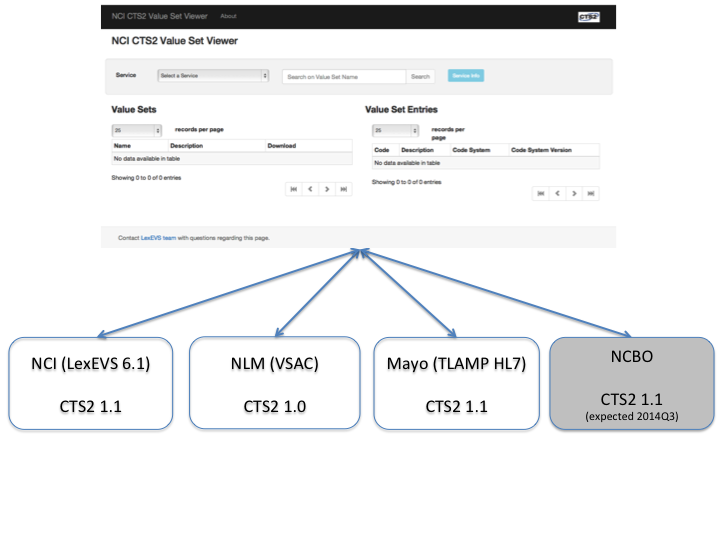 NCI CTS2 Value Set Viewer About CTS2
NCI CTS2 Value Set Viewer
Service Select a Service Search on Value Set Name Search Service Info
Value Sets
25 records per page
Name Description Download
No data available in table
Showing 0 to 0 of 0 entries
Value Set Entries
25 records per
page
Code Description Code System Code System Version
No data available in table
Showing 0 to 0 of 0 entries
Contact LexEVS team with questions regarding this page.
NCI (LexEVS 6.1)
CTS2 1.1
NLM (VSAC)
CTS2 1.0
Mayo (TLAMP HL7)
CTS2 1.1
NCBO
CTS2 1.1
(expected 2014Q3)